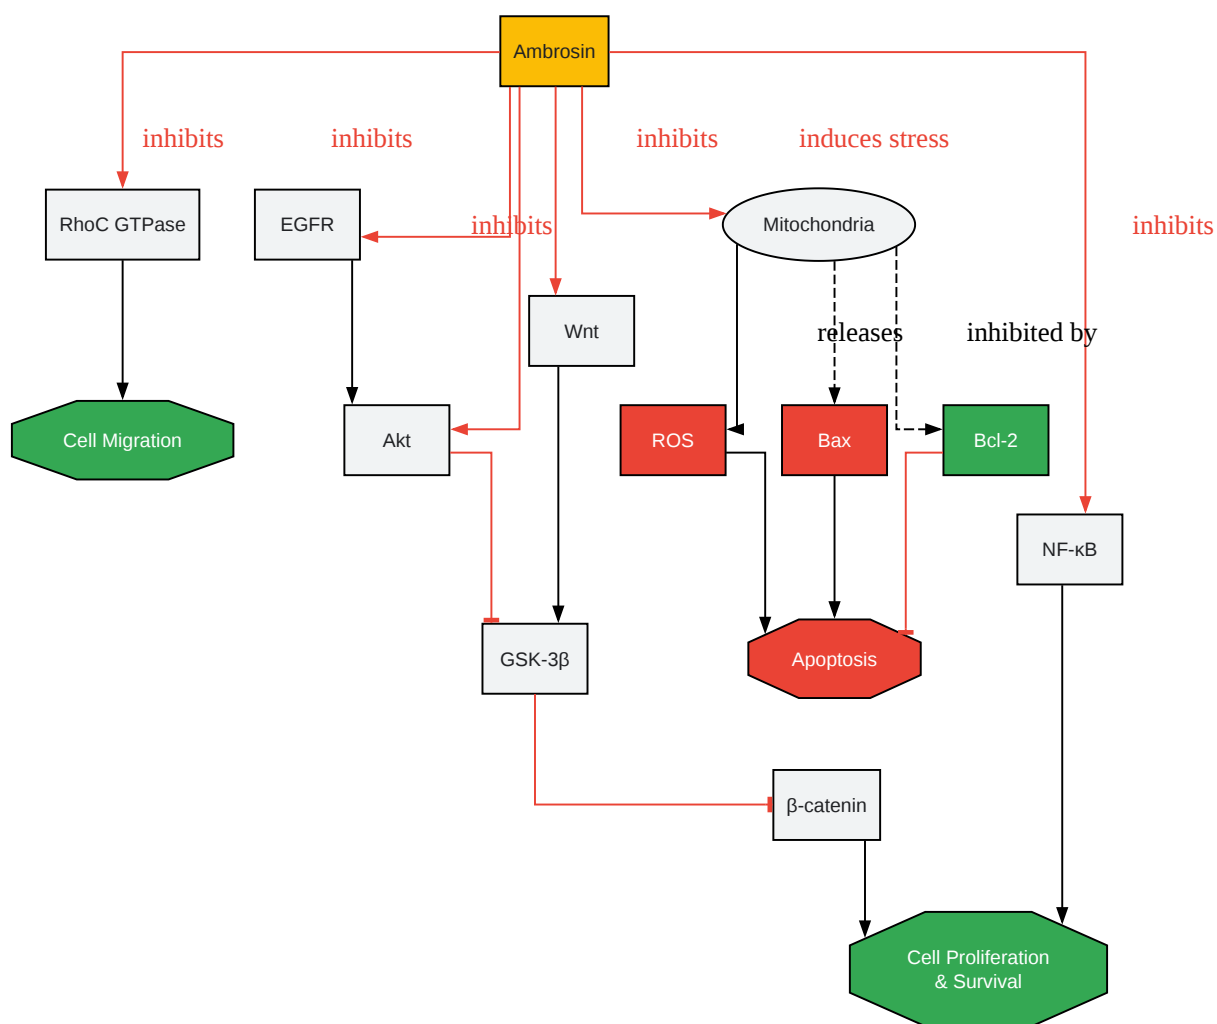 Ambrosin
inhibits
inhibits
inhibits
induces stress
RhoC GTPase
EGFR
inhibits
Mitochondria
inhibits
Wnt
releases
inhibited by
Cell Migration
Akt
ROS
Bax
Bcl-2
NF-κB
GSK-3β
Apoptosis
β-catenin
Cell Proliferation
& Survival